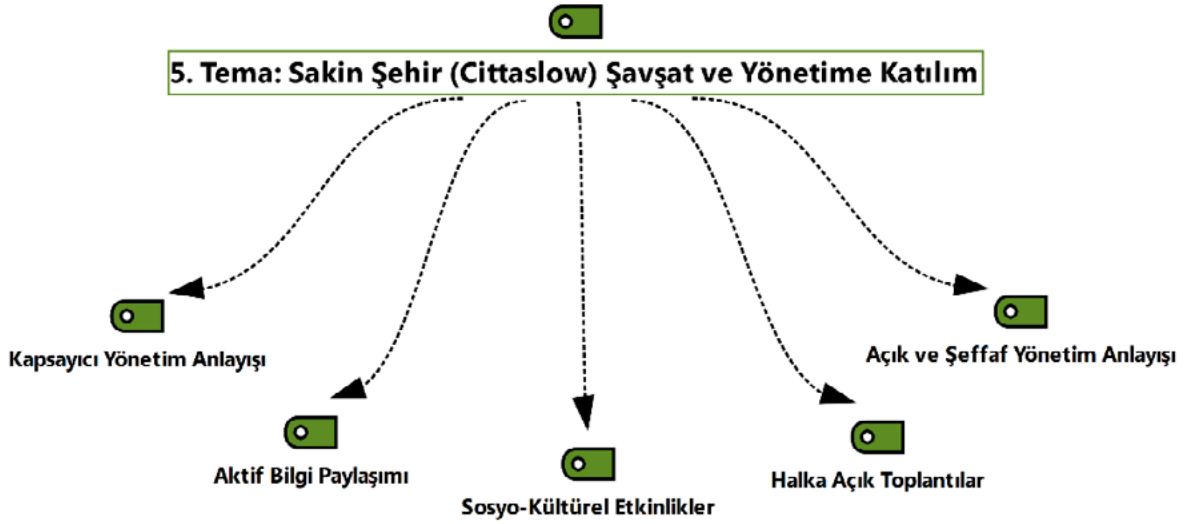 5. Tema: Sakin Şehir (Cittaslow) Şavşat ve Yönetime Katılım
Kapsayıcı Yönetim Anlayışı
Açık ve Şeffaf Yönetim Anlayışı
Aktif Bilgi Paylaşımı
Halka Açık Toplantılar
Sosyo-Kültürel Etkinlikler